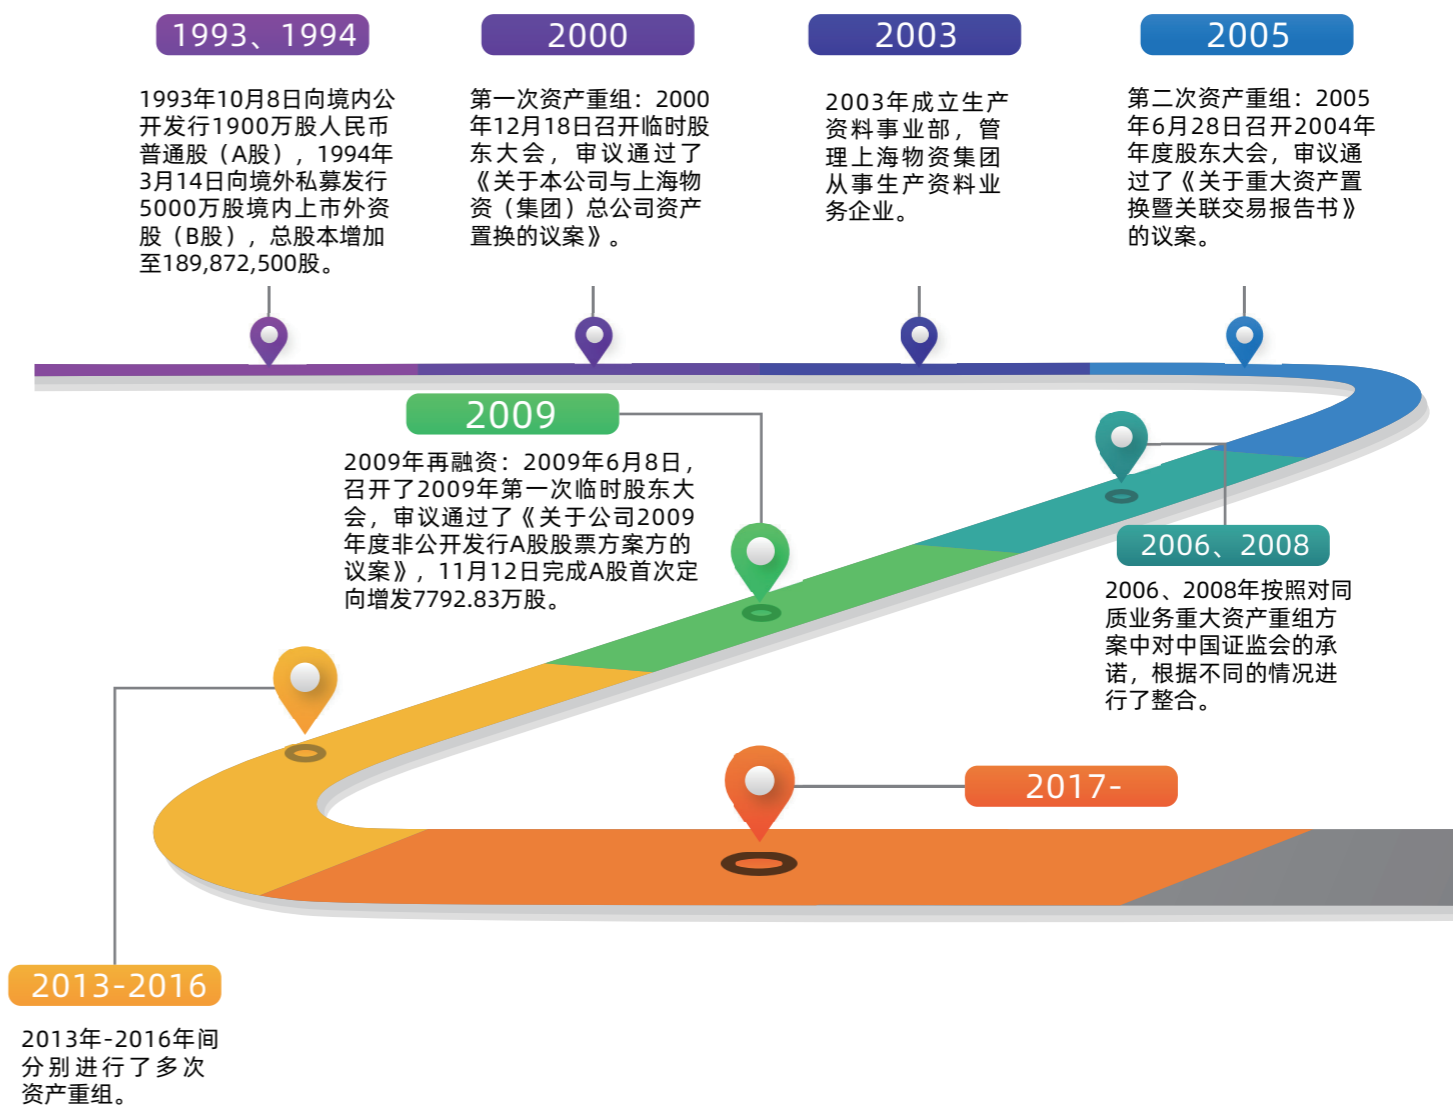 1993、1994
1993年10月8日向境内公
开发行1900万股人民币
普通股（A股），1994年
3月14日向境外私募发行
5000万股境内上市外资
股（B股），总股本增加
至189,872,500股。
2000
第一次资产重组：2000
年12月18日召开临时股
东大会，审议通过了
《关于本公司与上海物
资（集团）总公司资产
置换的议案》。
2003
2003年成立生产
资料事业部，管
理上海物资集团
从事生产资料业
务企业。
2005
第二次资产重组：2005
年6月28日召开2004年
年度股东大会，审议通
过了《关于重大资产置
换暨关联交易报告书》
的议案。
2006、2008
2006、2008年按照对同
质业务重大资产重组方
案中对中国证监会的承
诺，根据不同的情况进
行了整合。
2009
2009年再融资：2009年6月8日，
召开了2009年第一次临时股东大
会，审议通过了《关于公司2009
年度非公开发行A股股票方案方的
议案》，11月12日完成A股首次定
向增发7792.83万股。
2013-2016
2013年-2016年间
分别进行了多次
资产重组。
2017-